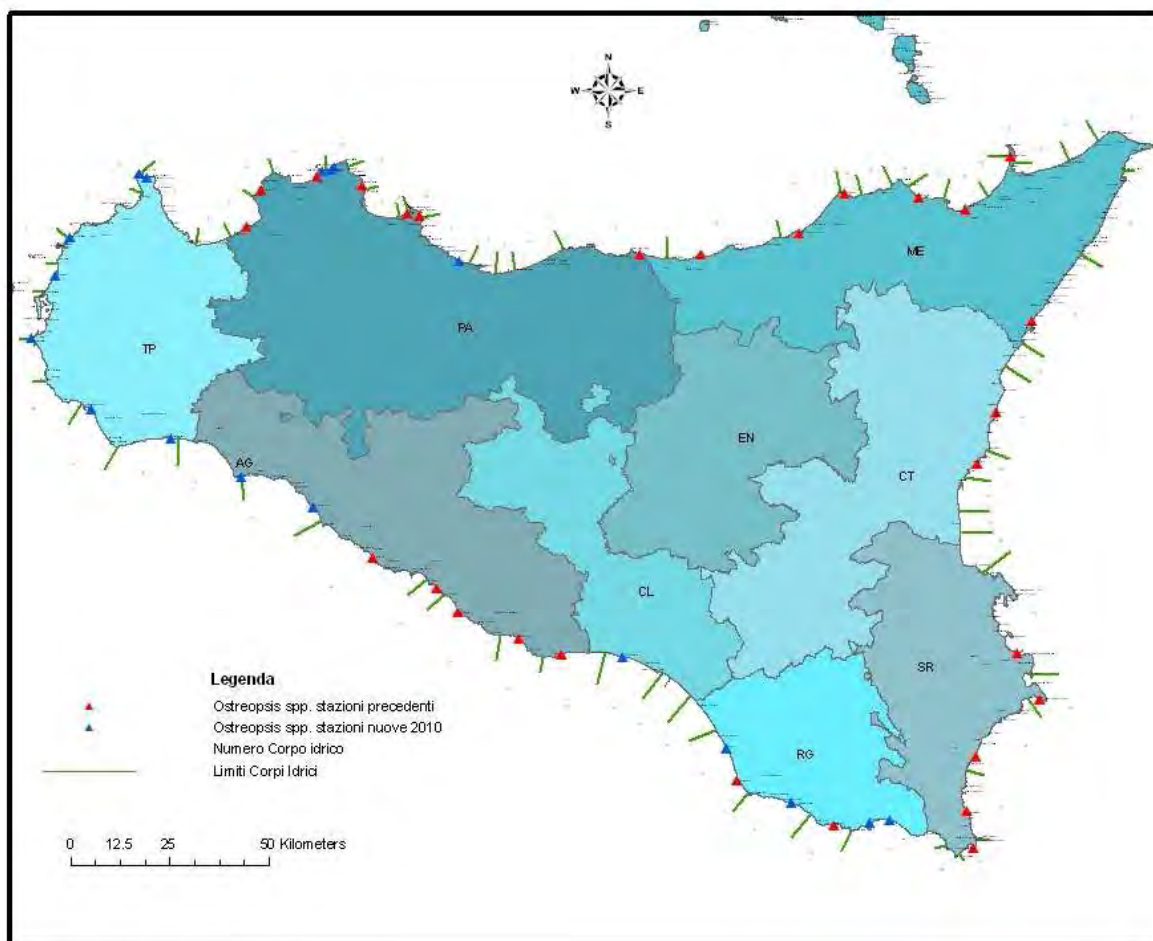 N
W E
S
ME
PA
TP
EN
AG
CT
CL
SR
RG
Legenda
Ostreopsis spp. stazioni precedenti
Ostreopsis spp. stazioni nuove 2010
Numero Corpo idrico
Limiti Corpi Idrici
0 12.5 25 50 Kilometers